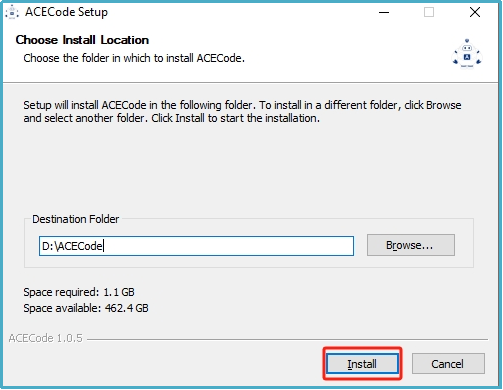 ACECode Setup
Choose Install Location
Choose the folder in which to install ACECode.
Setup will install ACECode in the following folder. To install in a different folder, click Browse
and select another folder. Click Install to start the installation.
Destination Folder
D:\ACECode
Browse...
Space required: 1.1 GB
Space available: 462.4 GB
ACECode 1.0.5
Install
Cancel